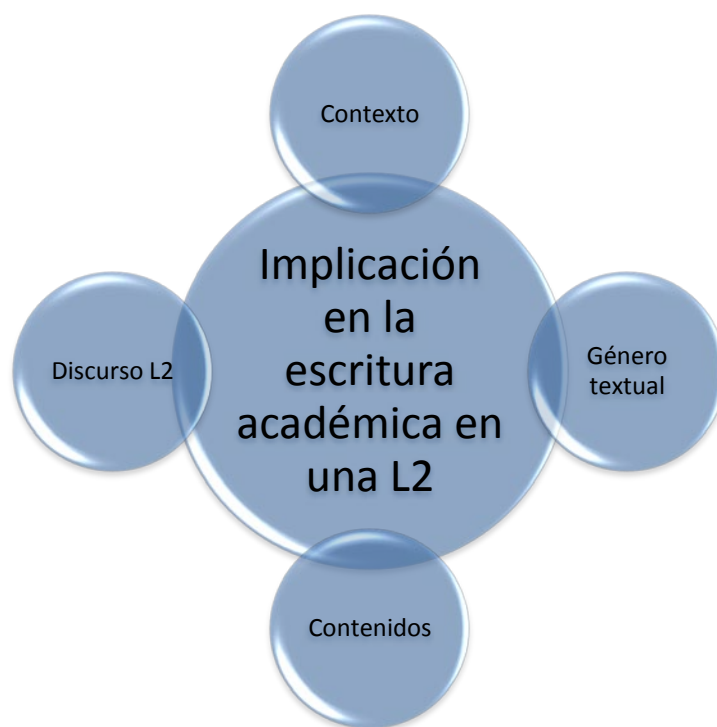 Contexto
Implicación
en la
escritura
académica en
una L2
Discurso L2
Género
textual
Contenidos